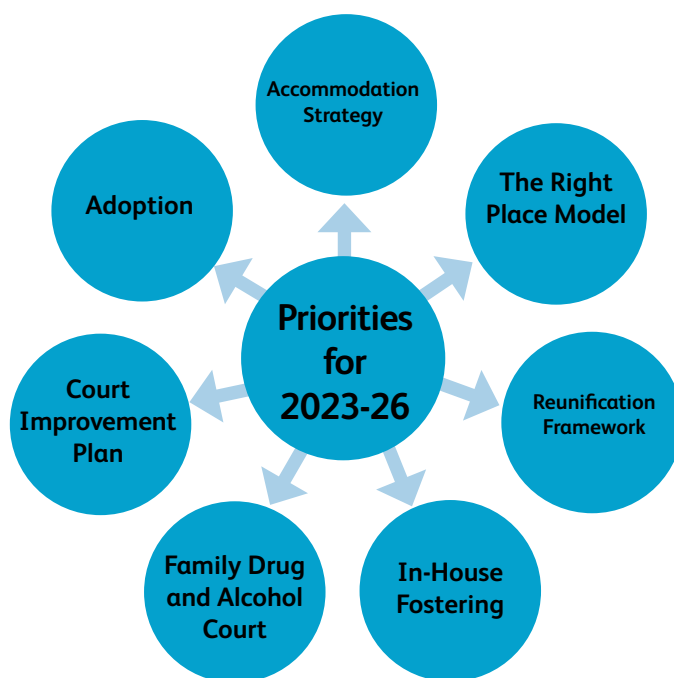 Accommodation
Strategy
The Right
Place Model
Adoption
Priorities
for
2023-26
Reunification
Framework
Court
Improvement
Plan
In-House
Fostering
Family Drug
and Alcohol
Court